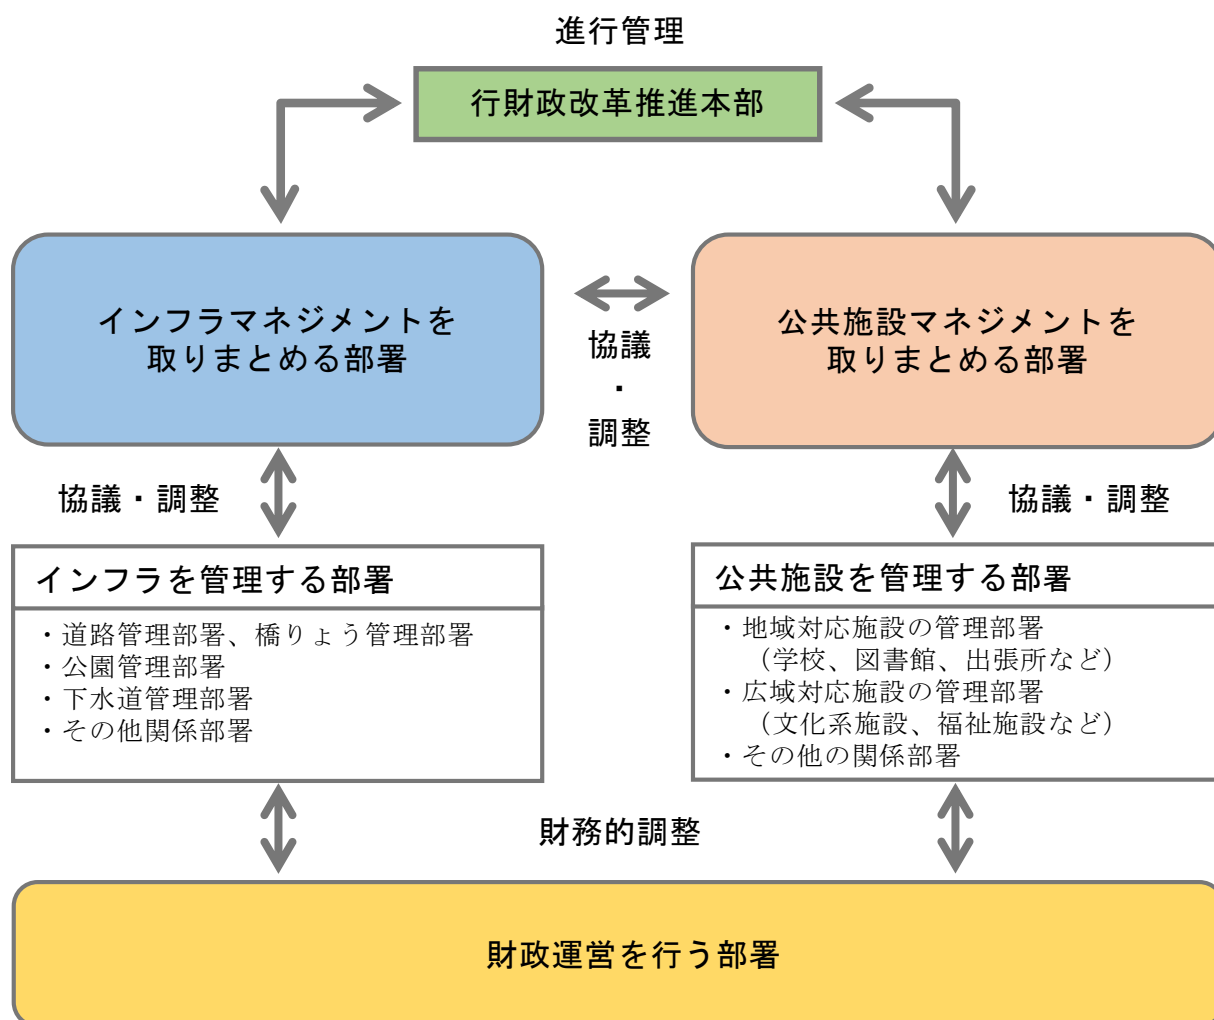 進行管理
行財政改革推進本部
インフラマネジメントを
取りまとめる部署
協議
・
調整
公共施設マネジメントを
取りまとめる部署
協議・調整
協議・調整
インフラを管理する部署
・道路管理部署、橋りょう管理部署
・公園管理部署
・下水道管理部署
・その他関係部署
公共施設を管理する部署
・地域対応施設の管理部署
（学校、図書館、出張所など）
・広域対応施設の管理部署
（文化系施設、福祉施設など）
・その他の関係部署
財務的調整
財政運営を行う部署